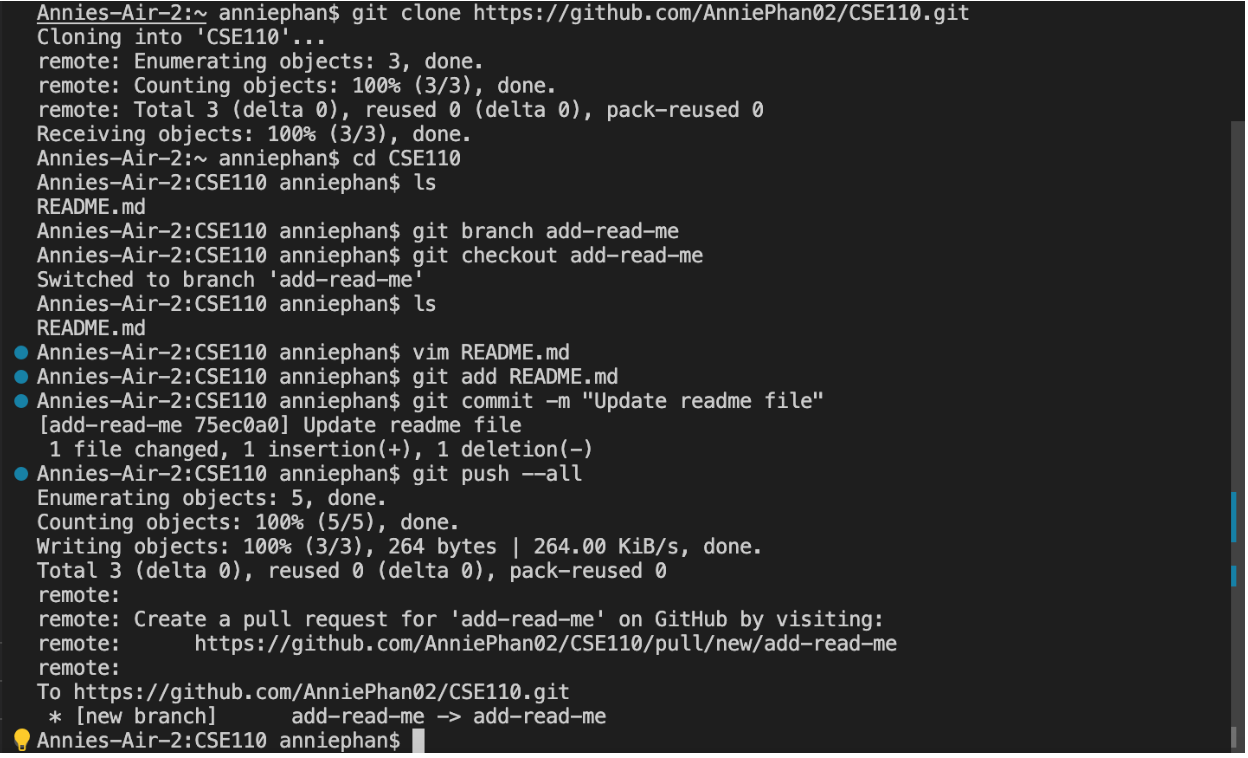 Annies-Air-2:~ anniephan$ git clone https://github.com/AnniePhan02/CSE110.git
Cloning into 'CSE110'...
remote: Enumerating objects: 3, done.
remote: Counting objects: 100% (3/3), done.
remote: Total 3 (delta 0), reused 0 (delta 0), pack-reused 0
Receiving objects: 100% (3/3), done.
Annies-Air-2:~ anniephan$ cd CSE110
Annies-Air-2:CSE110 anniephan$ ls
README.md
Annies-Air-2:CSE110 anniephan$ git branch add-read-me
Annies-Air-2:CSE110 anniephan$ git checkout add-read-me
Switched to branch 'add-read-me'
Annies-Air-2:CSE110 anniephan$ ls
README.md
Annies-Air-2:CSE110 anniephan$ vim README.md
Annies-Air-2:CSE110 anniephan$ git add README.md
Annies-Air-2:CSE110 anniephan$ git commit -m "Update readme file"
[add-read-me 75ec0a0] Update readme file
 1 file changed, 1 insertion(+), 1 deletion(-)
Annies-Air-2:CSE110 anniephan$ git push --all
Enumerating objects: 5, done.
Counting objects: 100% (5/5), done.
Writing objects: 100% (3/3), 264 bytes | 264.00 KiB/s, done.
Total 3 (delta 0), reused 0 (delta 0), pack-reused 0
remote:
remote: Create a pull request for 'add-read-me' on GitHub by visiting:
remote:      https://github.com/AnniePhan02/CSE110/pull/new/add-read-me
remote:
To https://github.com/AnniePhan02/CSE110.git
 * [new branch]      add-read-me -> add-read-me
Annies-Air-2:CSE110 anniephan$